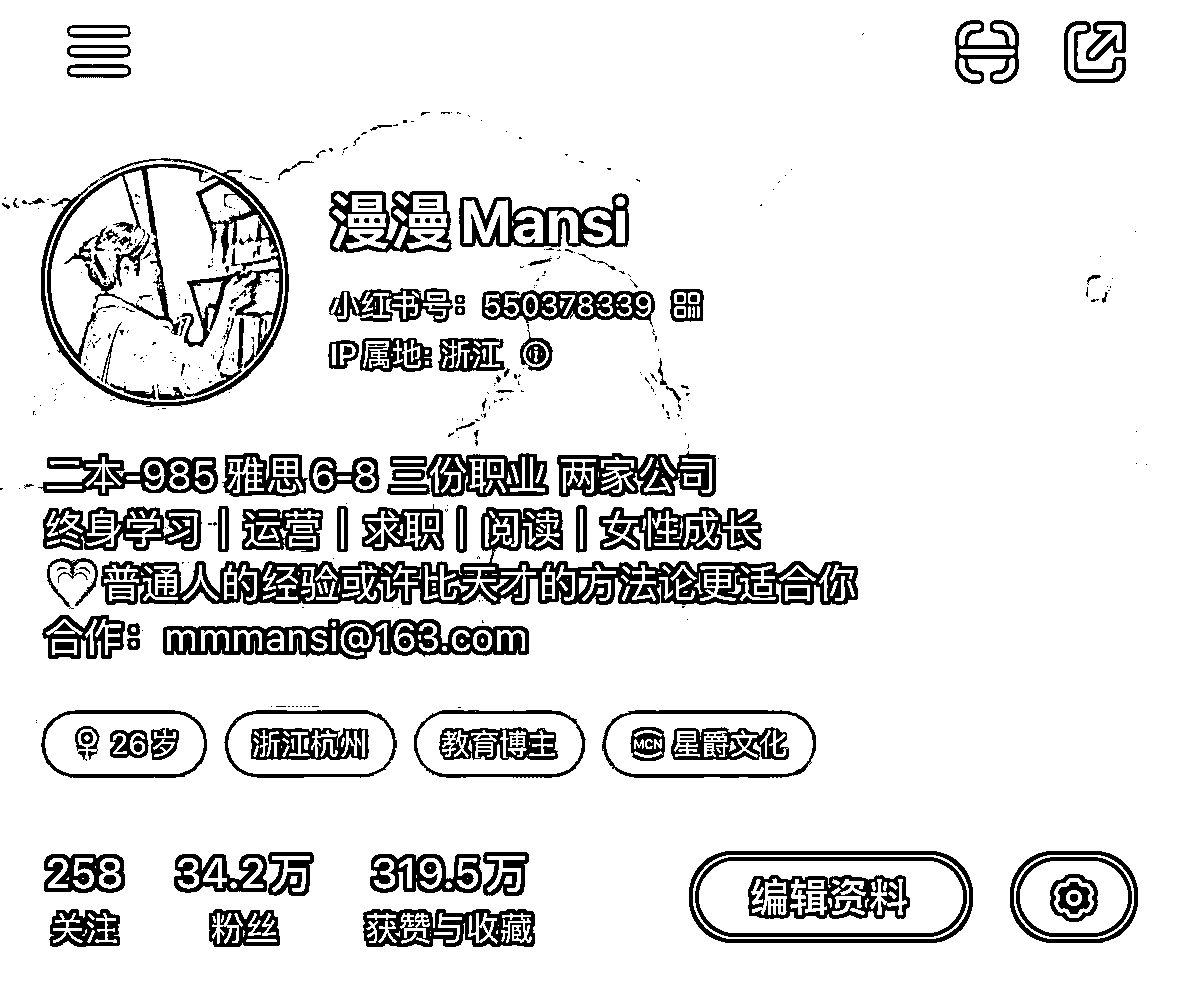 漫漫 Mansi
小红书号：550378339
IP属地: 浙江
二本-985 雅思6-8 三份职业 两家公司
终身学习｜运营｜求职｜阅读｜女性成长
普通人的经验或许比天才的方法论更适合你
合作：mmmansi@163.com
26岁 浙江杭州 教育博主 MCN 星爵文化
258 34.2万 319.5万
关注 粉丝 获赞与收藏 编辑资料